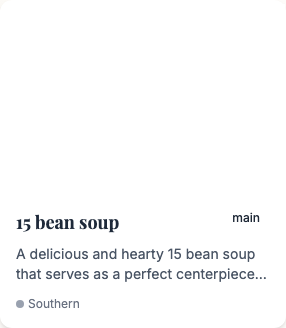 15 bean soup
main
A delicious and hearty 15 bean soup
that serves as a perfect centerpiece...
Southern